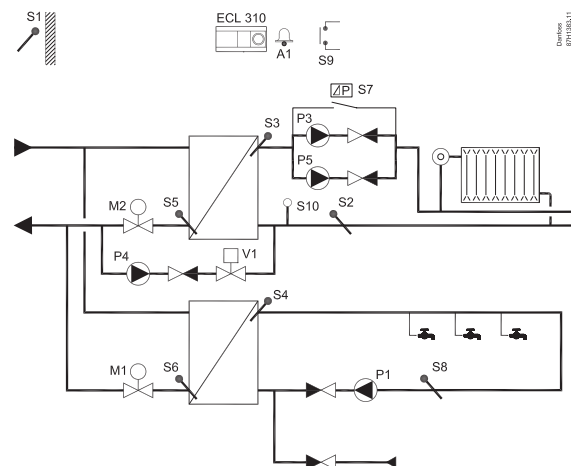 S1
ECL 310
A1
S9
Danfoss
87H1383.11
P
S7
S3
P3
P5
M2
S5
S10
S2
P4
V1
S4
M1
S6
P1
S8